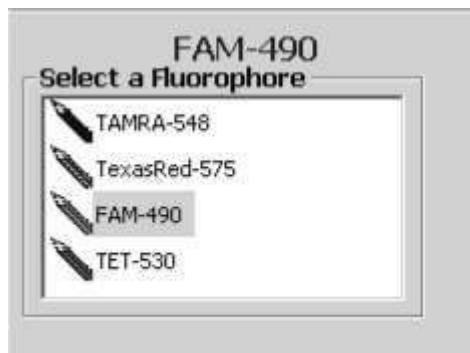 FAM-490
Select a Fluorophore
TAMRA-548
TexasRed-575
FAM-490
TET-530